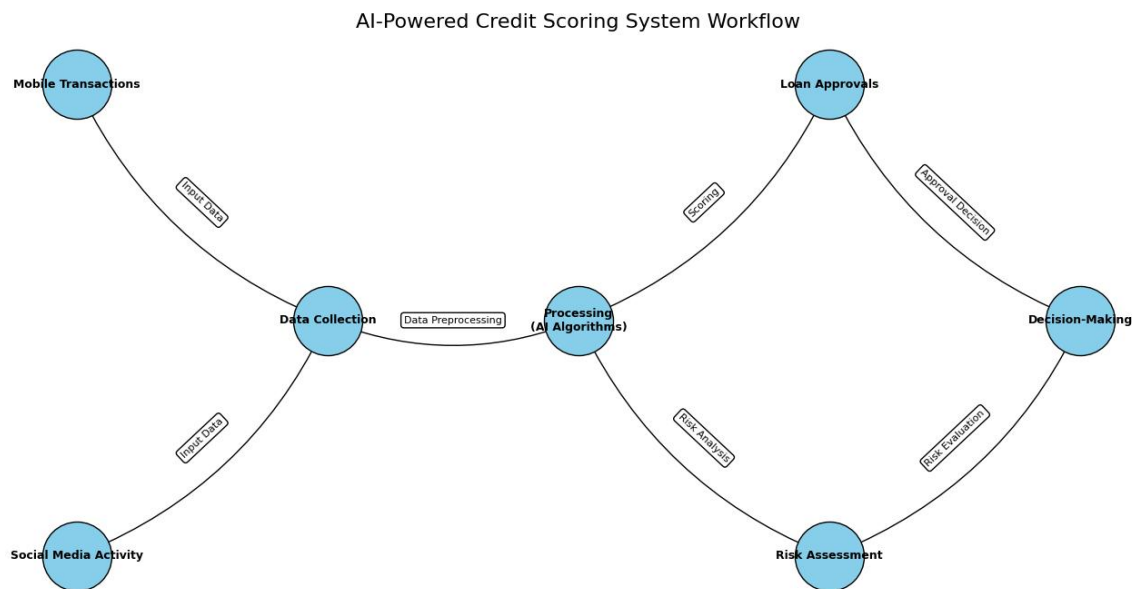 AI-Powered Credit Scoring System Workflow
Mobile Transactions
Loan Approvals
Input Data
Scoring
Approval Decision
Data Collection
Data Preprocessing
Processing
(AI Algorithms)
Decision-Making
Input Data
Risk Analysis
Risk Evaluation
Social Media Activity
Risk Assessment